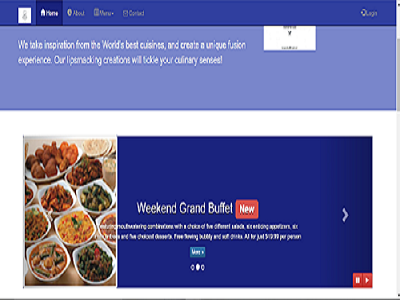 Home About Menu Contact Login
We take inspiration from the World's best cuisines, and create a unique fusion
experience. Our lipsmacking creations will tickle your culinary senses!
Weekend Grand Buffet New
mouthwatering combinations with a choice of five different salads, six enticing appetizers, six
and five choicest desserts. Free flowing bubbly and soft drinks. All for just $19.99 per person
More »